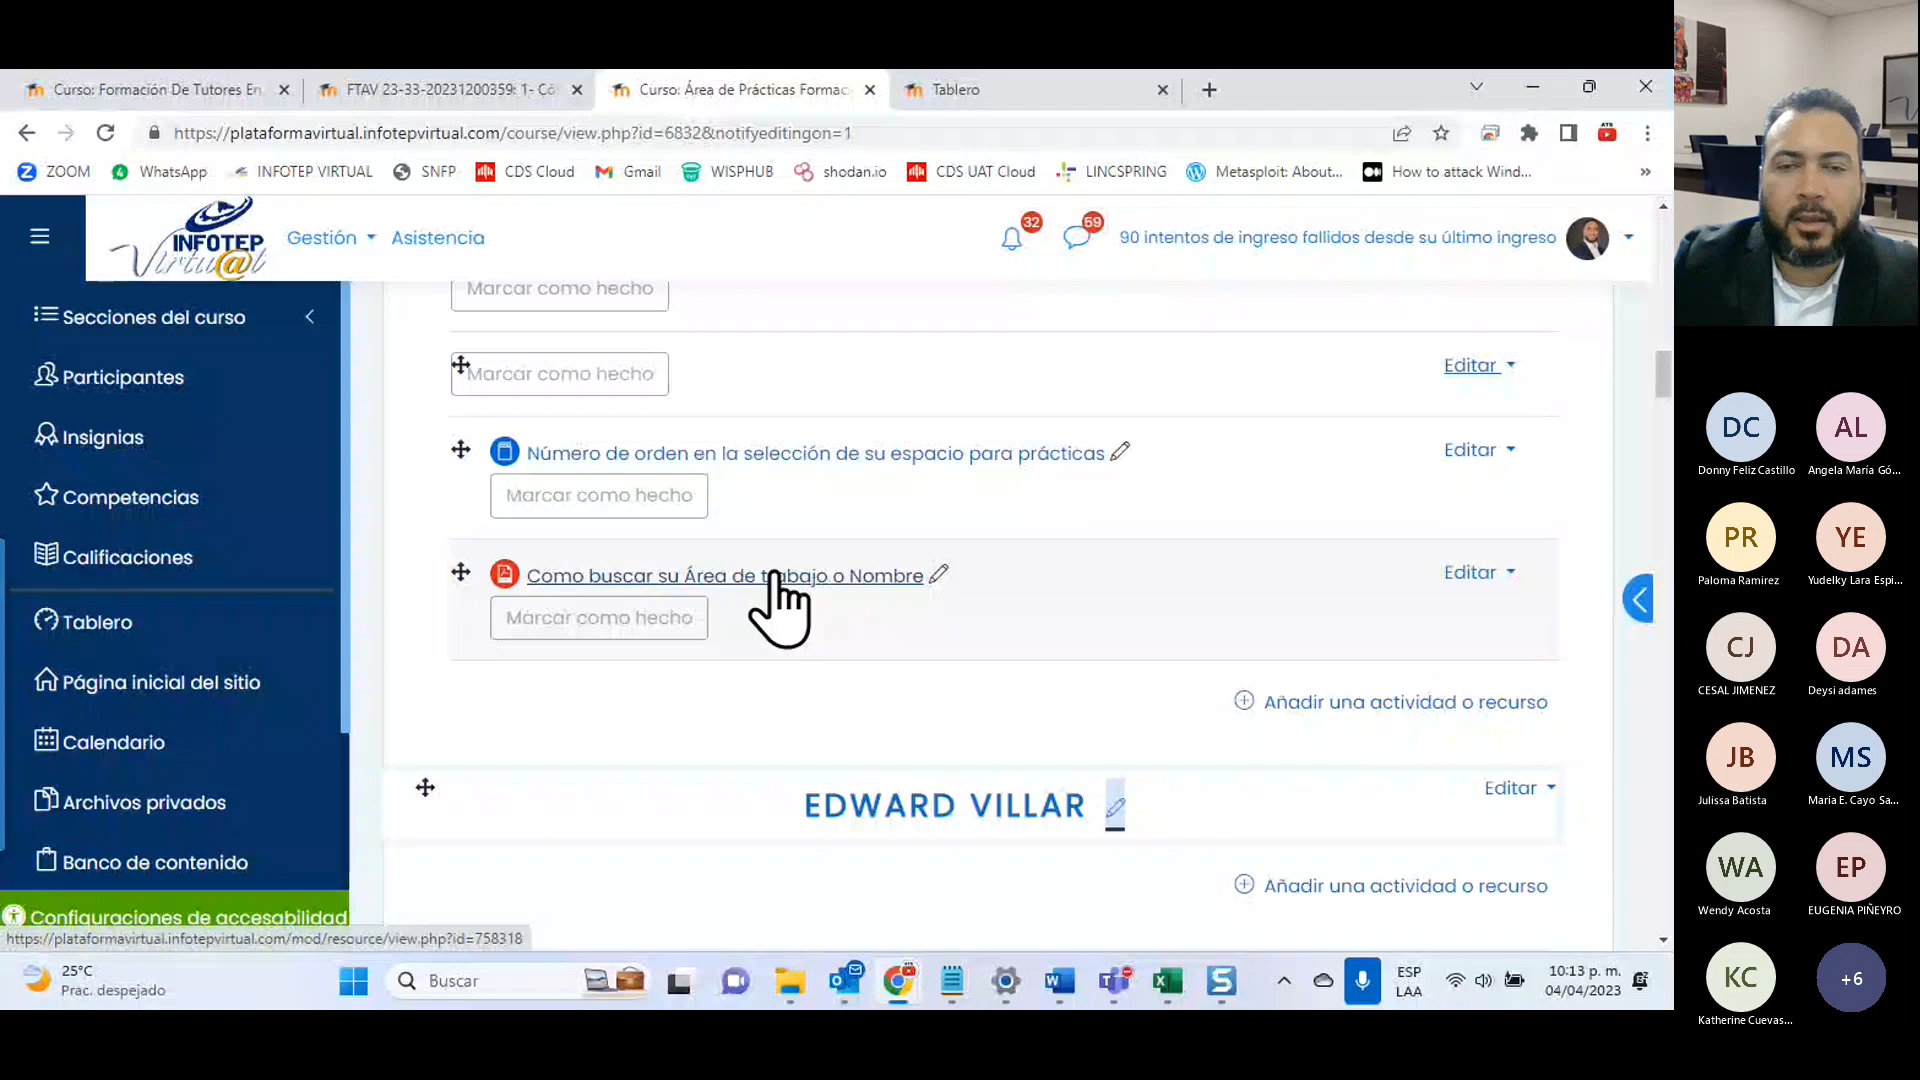 Curso: Formación De Tutores En
FTAV 23-33-20231200359: 1- Co
Curso: Área de Prácticas Formac
Tablero
https://plataformavirtual.infotepvirtual.com/course/view.php?id=6832&notifyeditingon=1
ZOOM
WhatsApp
INFOTEP VIRTUAL
SNFP
CDS Cloud
Gmail
WISPHUB
shodan.io
CDS UAT Cloud
LINCSPRING
Metasploit: About...
How to attack Wind...
»
INFOTEP
Virtu@l
Gestión
Asistencia
32
59
90 intentos de ingreso fallidos desde su último ingreso
Secciones del curso
Participantes
Insignias
Competencias
Calificaciones
Tablero
Página inicial del sitio
Calendario
Archivos privados
Banco de contenido
Configuraciones de accesabilidad
https://plataformavirtual.infotepvirtual.com/mod/resource/view.php?id=758318
Marcar como hecho
Marcar como hecho
Editar
Número de orden en la selección de su espacio para prácticas
Editar
Marcar como hecho
Como buscar su Área de trabajo o Nombre
Editar
Marcar como hecho
Añadir una actividad o recurso
EDWARD VILLAR
Editar
Añadir una actividad o recurso
25°C
Prac. despejado
Buscar
ESP
LAA
10:13 p. m.
04/04/2023
DC
Donny Feliz Castillo
AL
Angela María Gó...
PR
Paloma Ramirez
YE
Yudelky Lara Espi...
CJ
CESAL JIMENEZ
DA
Deysi adames
JB
Julissa Batista
MS
Maria E. Cayo Sa...
WA
Wendy Acosta
EP
EUGENIA PIÑEYRO
KC
Katherine Cuevas...
+6